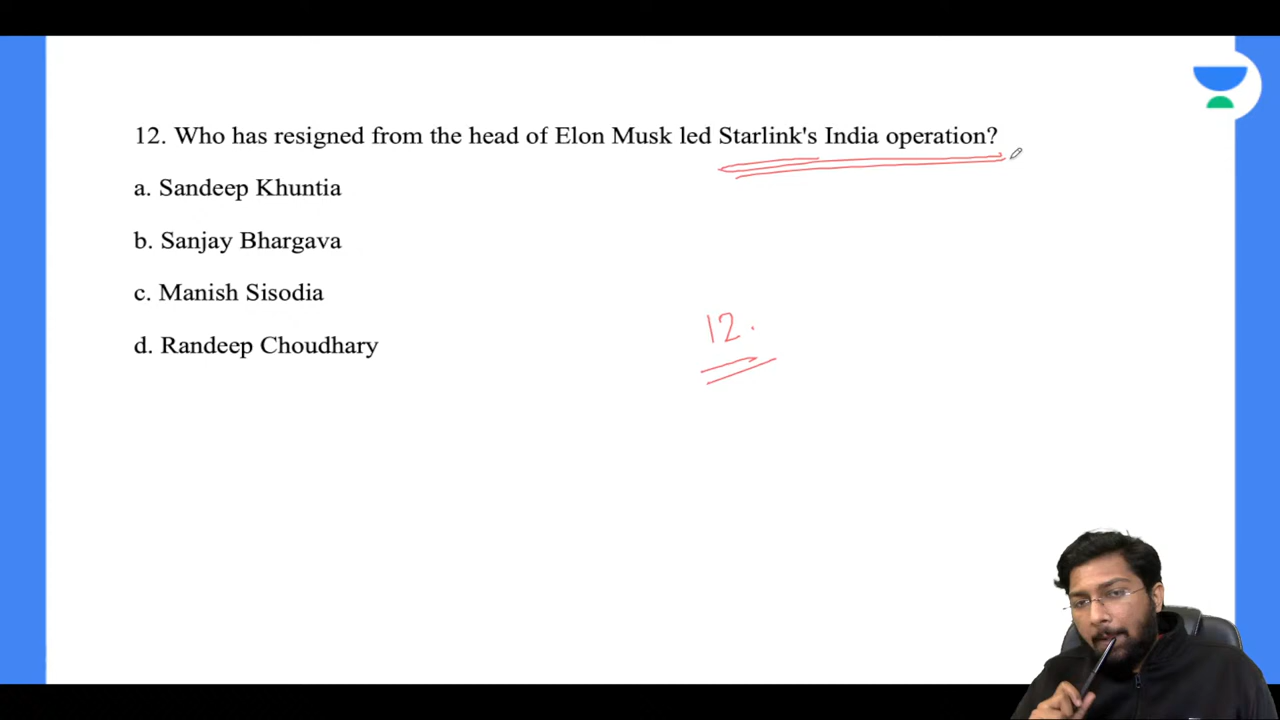 12. Who has resigned from the head of Elon Musk led Starlink's India operation?
a. Sandeep Khuntia
b. Sanjay Bhargava
c. Manish Sisodia
d. Randeep Choudhary
12.